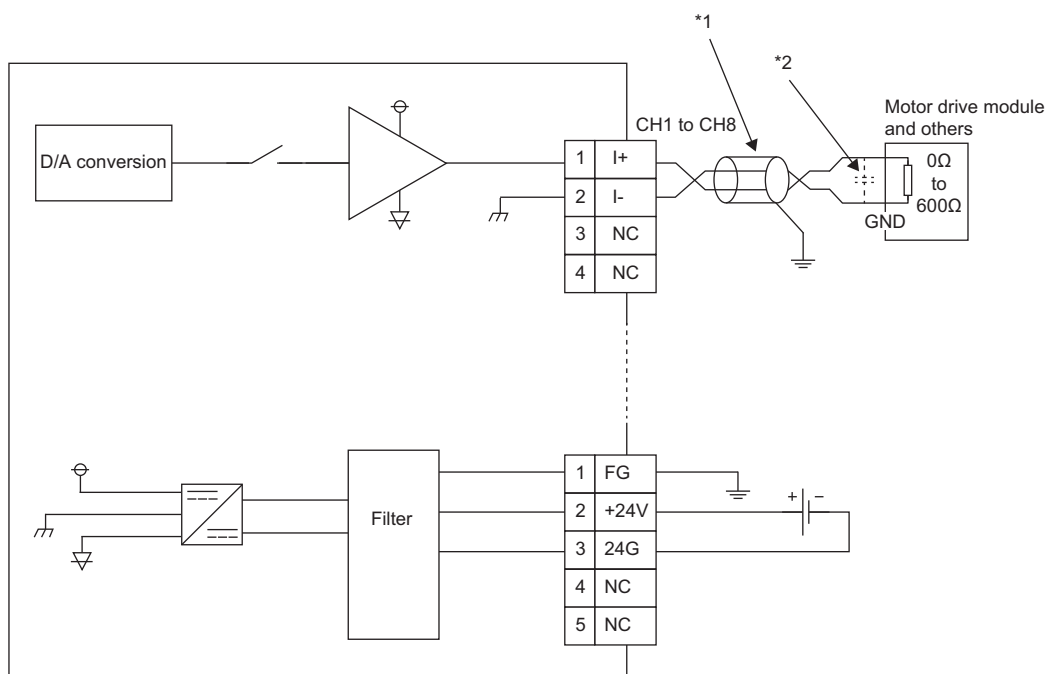 *1
*2
Motor drive module
and others
CH1 to CH8
D/A conversion
1 I+
2 I-
3 NC
4 NC
0Ω
to
600Ω
GND
Filter
1 FG
2 +24V
3 24G
4 NC
5 NC
+ −